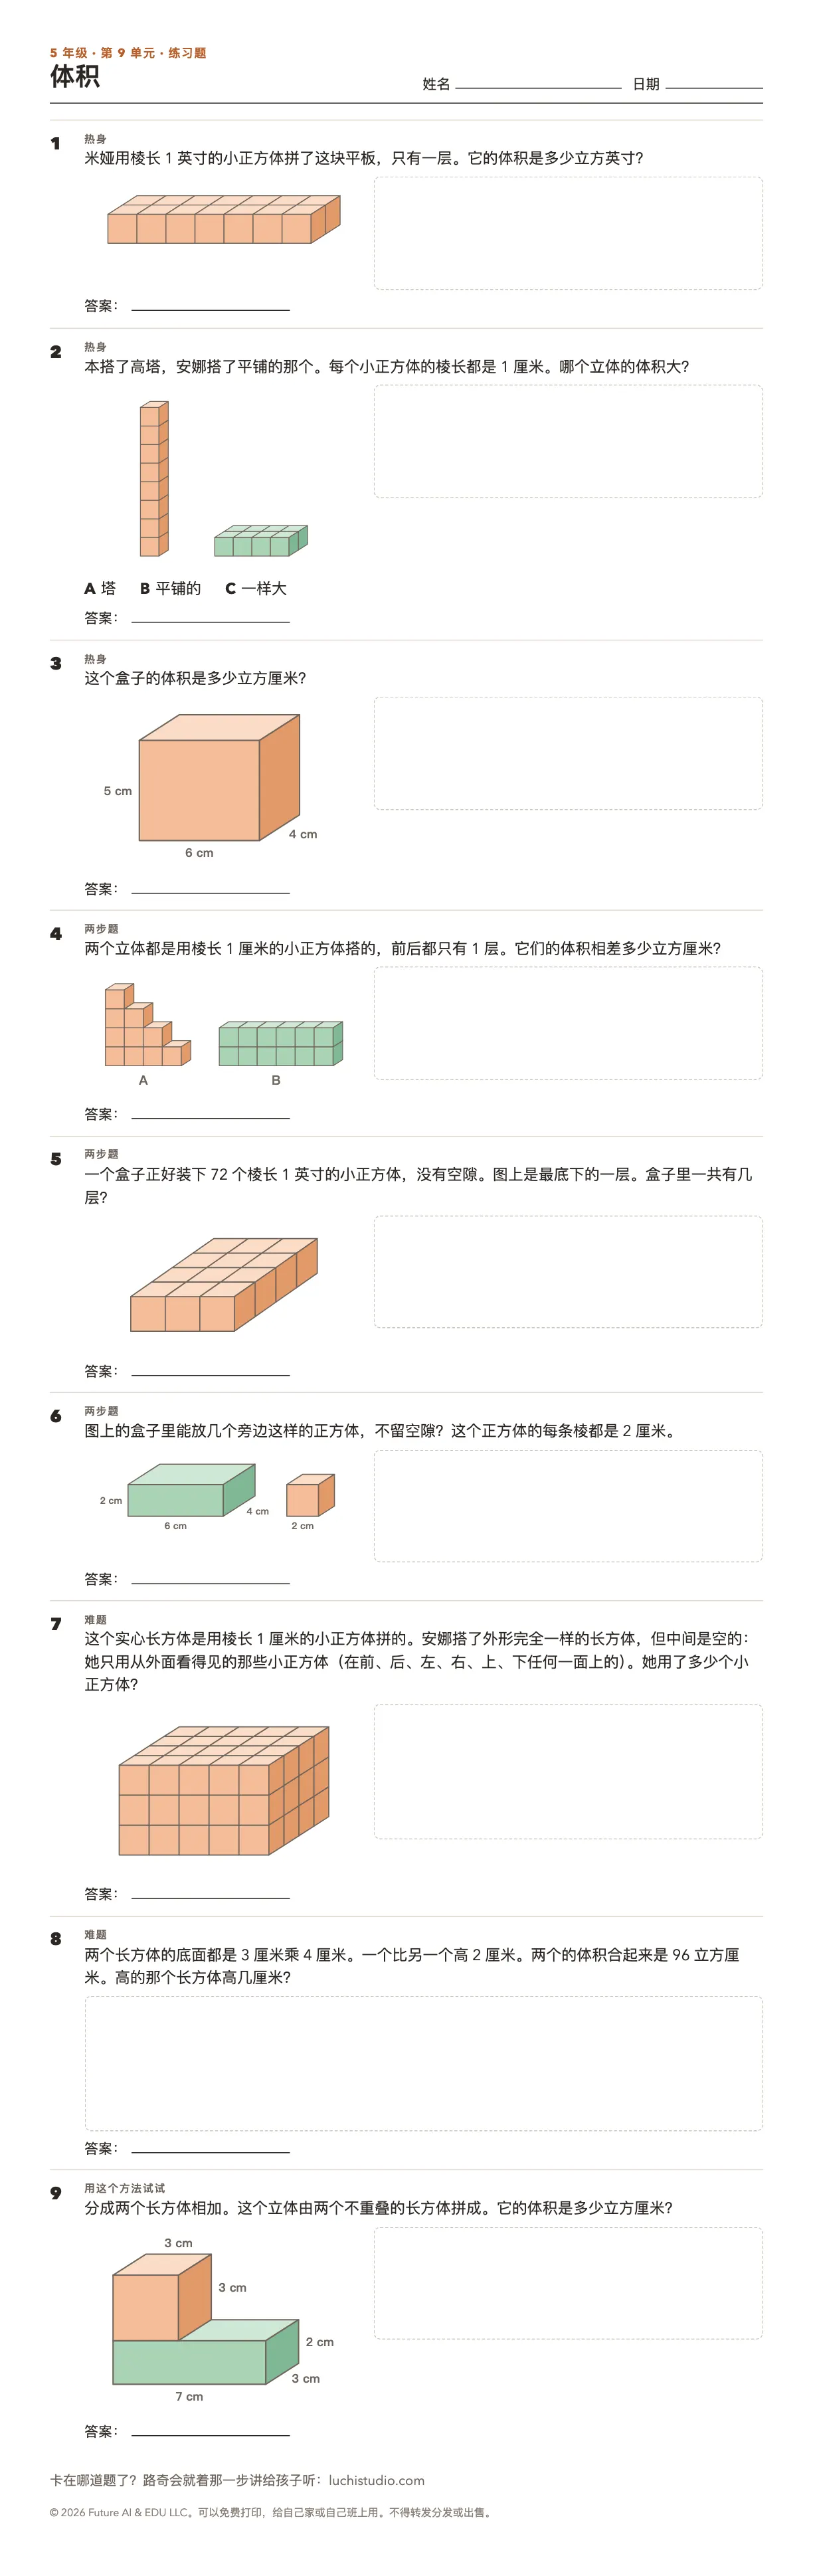 5 年级 · 第 9 单元 · 练习题
体积
姓名
日期
1
热身
米娅用棱长 1 英寸的小正方体拼了这块平板，只有一层。它的体积是多少立方英寸？
答案：
2
热身
本搭了高塔，安娜搭了平铺的那个。每个小正方体的棱长都是 1 厘米。哪个立体的体积大？
A 塔 B 平铺的 C 一样大
答案：
3
热身
这个盒子的体积是多少立方厘米？
5 cm
4 cm
6 cm
答案：
4
两步题
两个立体都是用棱长 1 厘米的小正方体搭的，前后都只有 1 层。它们的体积相差多少立方厘米？
A
B
答案：
5
两步题
一个盒子正好装下 72 个棱长 1 英寸的小正方体，没有空隙。图上是最底下的一层。盒子里一共有几
层？
答案：
6
两步题
图上的盒子里能放几个旁边这样的正方体，不留空隙？这个正方体的每条棱都是 2 厘米。
2 cm
4 cm
6 cm
2 cm
答案：
7
难题
这个实心长方体是用棱长 1 厘米的小正方体拼的。安娜搭了外形完全一样的长方体，但中间是空的：
她只用从外面看得见的那些小正方体（在前、后、左、右、上、下任何一面上的）。她用了多少个小
正方体？
答案：
8
难题
两个长方体的底面都是 3 厘米乘 4 厘米。一个比另一个高 2 厘米。两个的体积合起来是 96 立方厘
米。高的那个长方体高几厘米？
答案：
9
用这个方法试试
分成两个长方体相加。这个立体由两个不重叠的长方体拼成。它的体积是多少立方厘米？
3 cm
3 cm
2 cm
3 cm
7 cm
答案：
卡在哪道题了？路奇会就着那一步讲给孩子听：luchistudio.com
© 2026 Future AI & EDU LLC。可以免费打印，给自己家或自己班上用。不得转发分发或出售。